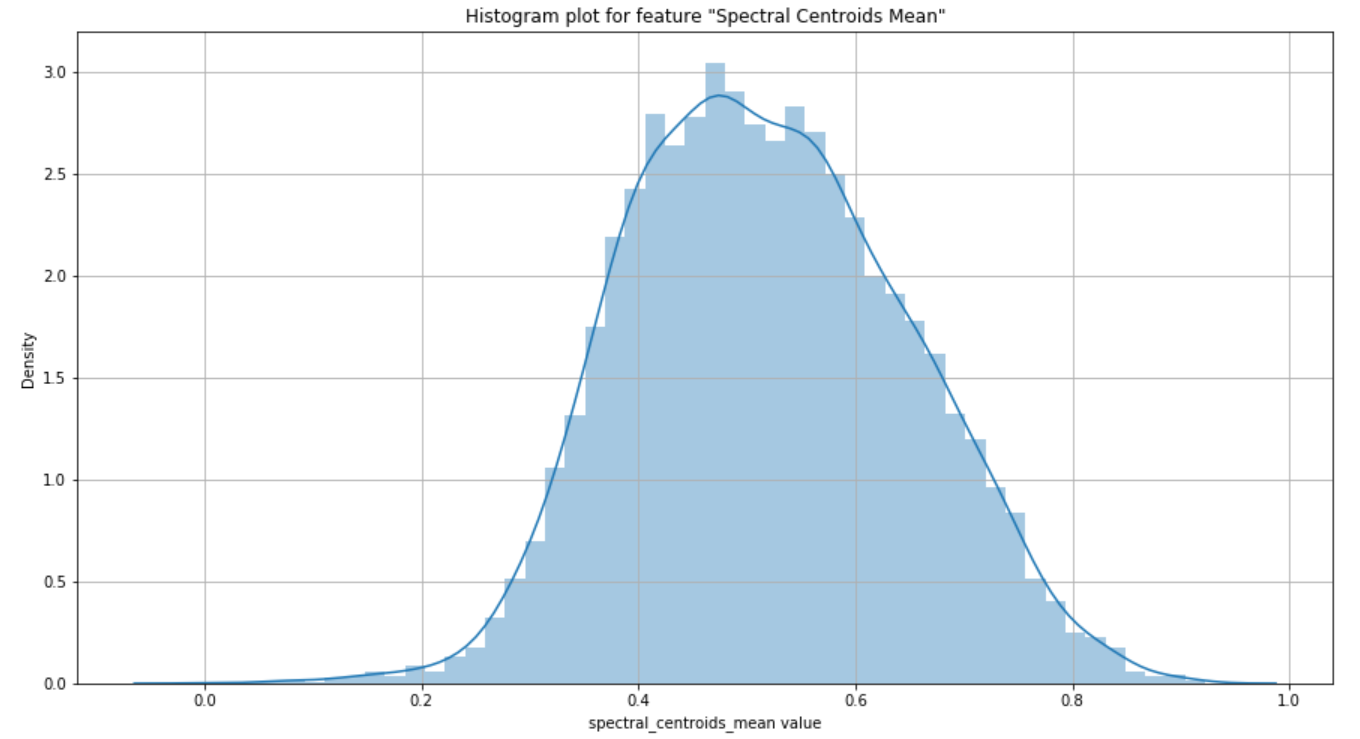 Histogram plot for feature "Spectral Centroids Mean"
3.0
2.5
2.0
1.5
1.0
0.5
0.0
Density
0.0 0.2 0.4 0.6 0.8 1.0
spectral_centroids_mean value